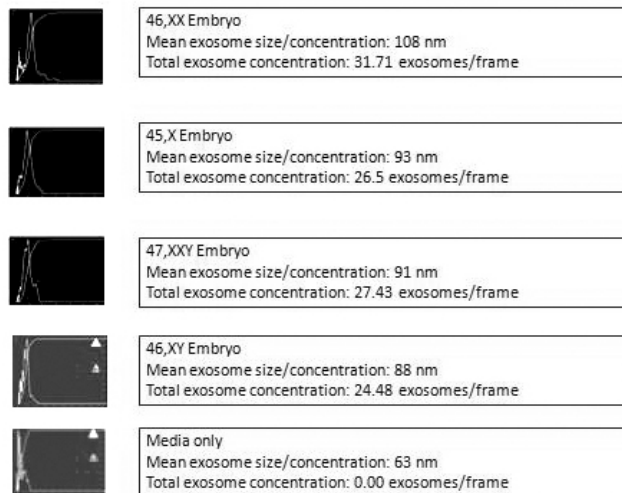 46,XX Embryo
Mean exosome size/concentration: 108 nm
Total exosome concentration: 31.71 exosomes/frame
45,X Embryo
Mean exosome size/concentration: 93 nm
Total exosome concentration: 26.5 exosomes/frame
47,XXY Embryo
Mean exosome size/concentration: 91 nm
Total exosome concentration: 27.43 exosomes/frame
46,XY Embryo
Mean exosome size/concentration: 88 nm
Total exosome concentration: 24.48 exosomes/frame
Media only
Mean exosome size/concentration: 63 nm
Total exosome concentration: 0.00 exosomes/frame